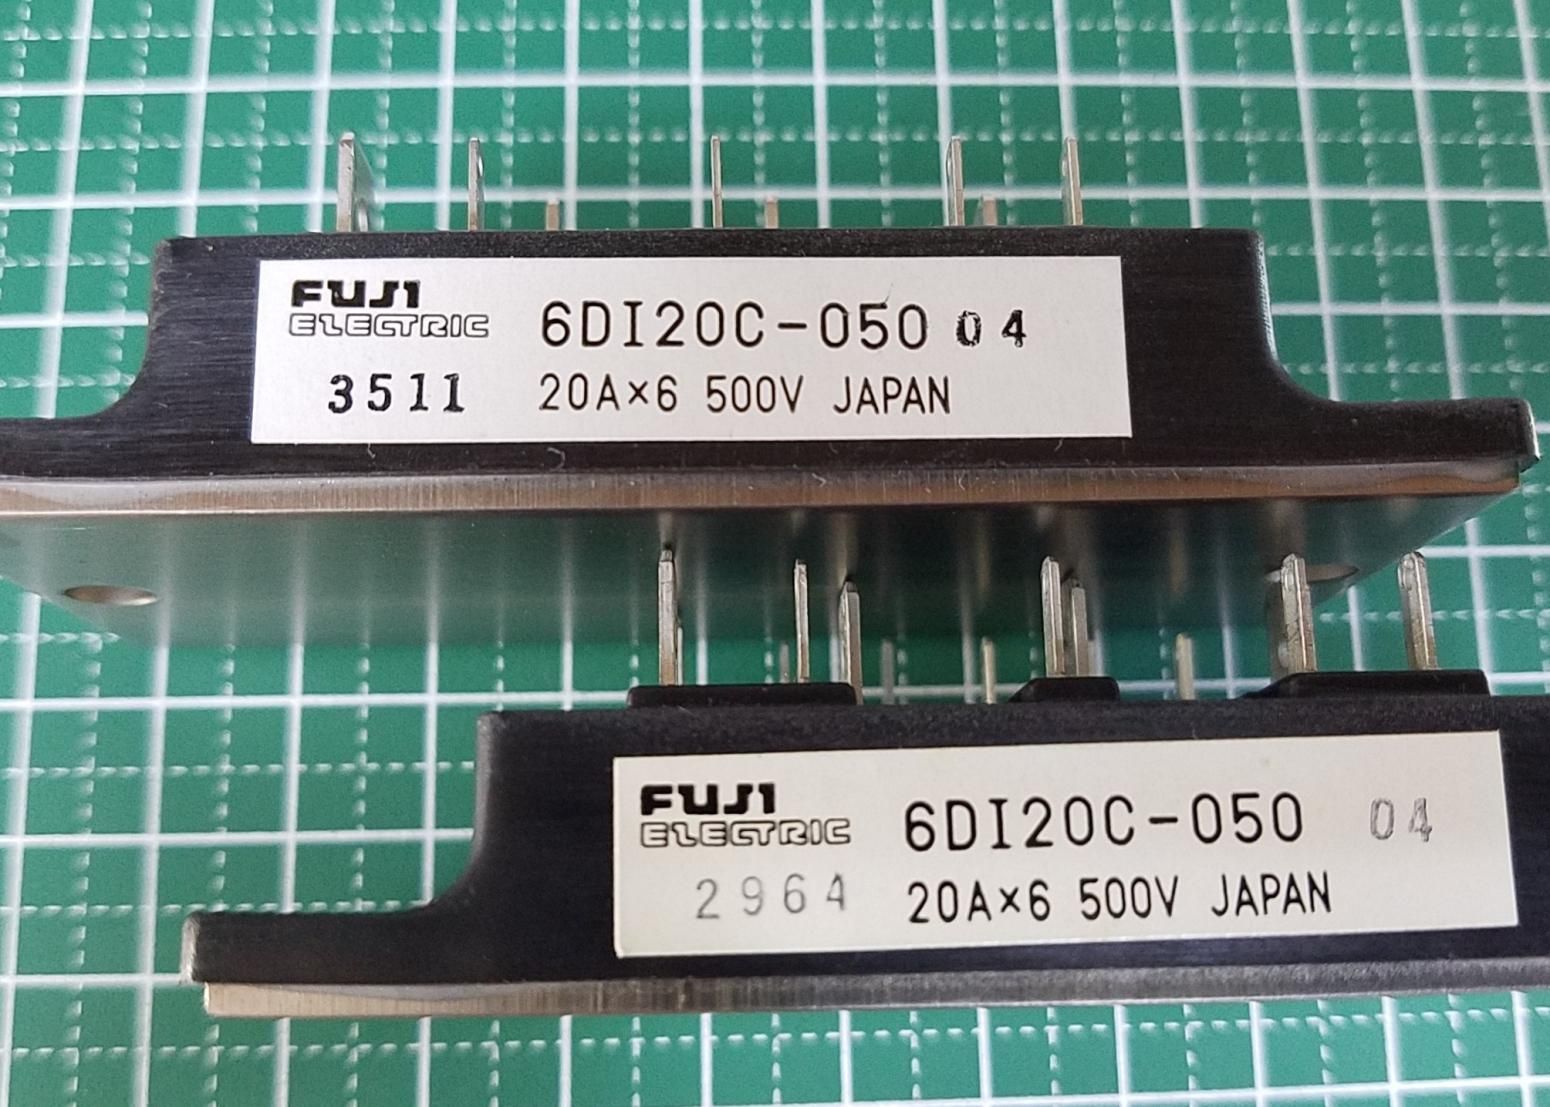 FUJI
ELECTRIC 6DI20C-050 04
3511 20A×6 500V JAPAN
FUJI
ELECTRIC 6DI20C-050 04
2964 20A×6 500V JAPAN